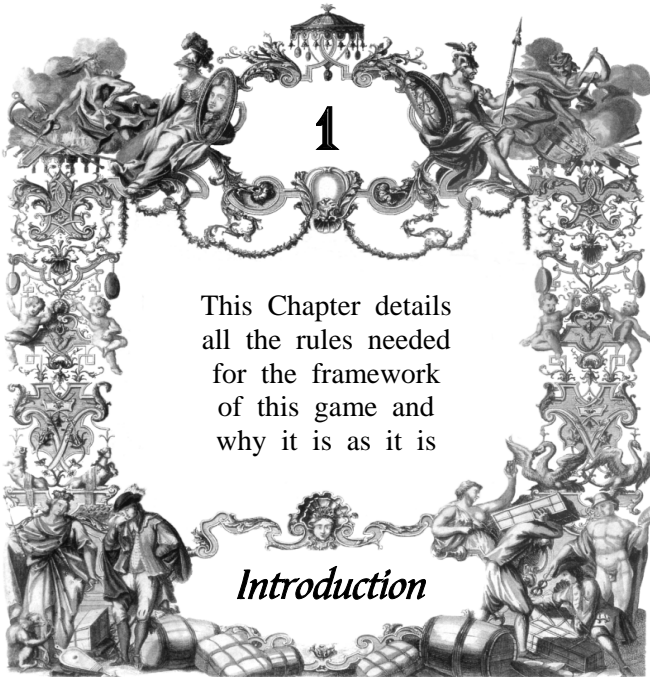 1
This Chapter details
all the rules needed
for the framework
of this game and
why it is as it is
Introduction